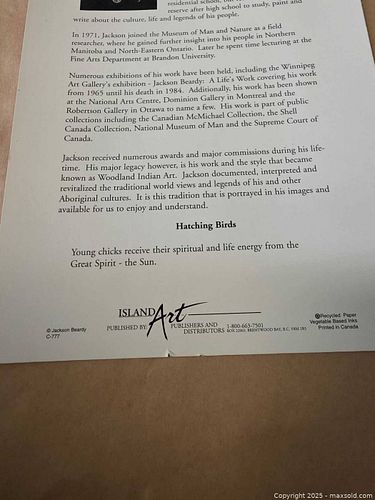 residential school, but
reserve after high school to study, paint and
write about the culture, life and legends of his people.
In 1971, Jackson joined the Museum of Man and Nature as a field
researcher, where he gained further insight into his people in Northern
Manitoba and North-Eastern Ontario. Later he spent time lecturing at the
Fine Arts Department at Brandon University.
Numerous exhibitions of his work have been held, including the Winnipeg
Art Gallery's exhibition - Jackson Beardy: A Life's Work covering his work
from 1965 until his death in 1984. Additionally, his work has been shown
at the National Arts Centre, Dominion Gallery in Montreal and the
Robertson Gallery in Ottawa to name a few. His work is part of public
collections including the Canadian McMichael Collection, the Shell
Canada Collection, National Museum of Man and the Supreme Court of
Canada.
Jackson received numerous awards and major commissions during his life-
time. His major legacy however, is his work and the style that became
known as Woodland Indian Art. Jackson documented, interpreted and
revitalized the traditional world views and legends of his and other
Aboriginal cultures. It is this tradition that is portrayed in his images and
available for us to enjoy and understand.
Hatching Birds
Young chicks receive their spiritual and life energy from the
Great Spirit - the Sun.
© Jackson Beardy
C-777
ISLAND Art
PUBLISHED BY: PUBLISHERS AND
DISTRIBUTORS
1-800-663-7501
BRENTWOOD BAY, B.C.
Recycled Paper
Vegetable Based Inks
Printed in Canada
Copyright 2025 - maxsold.com